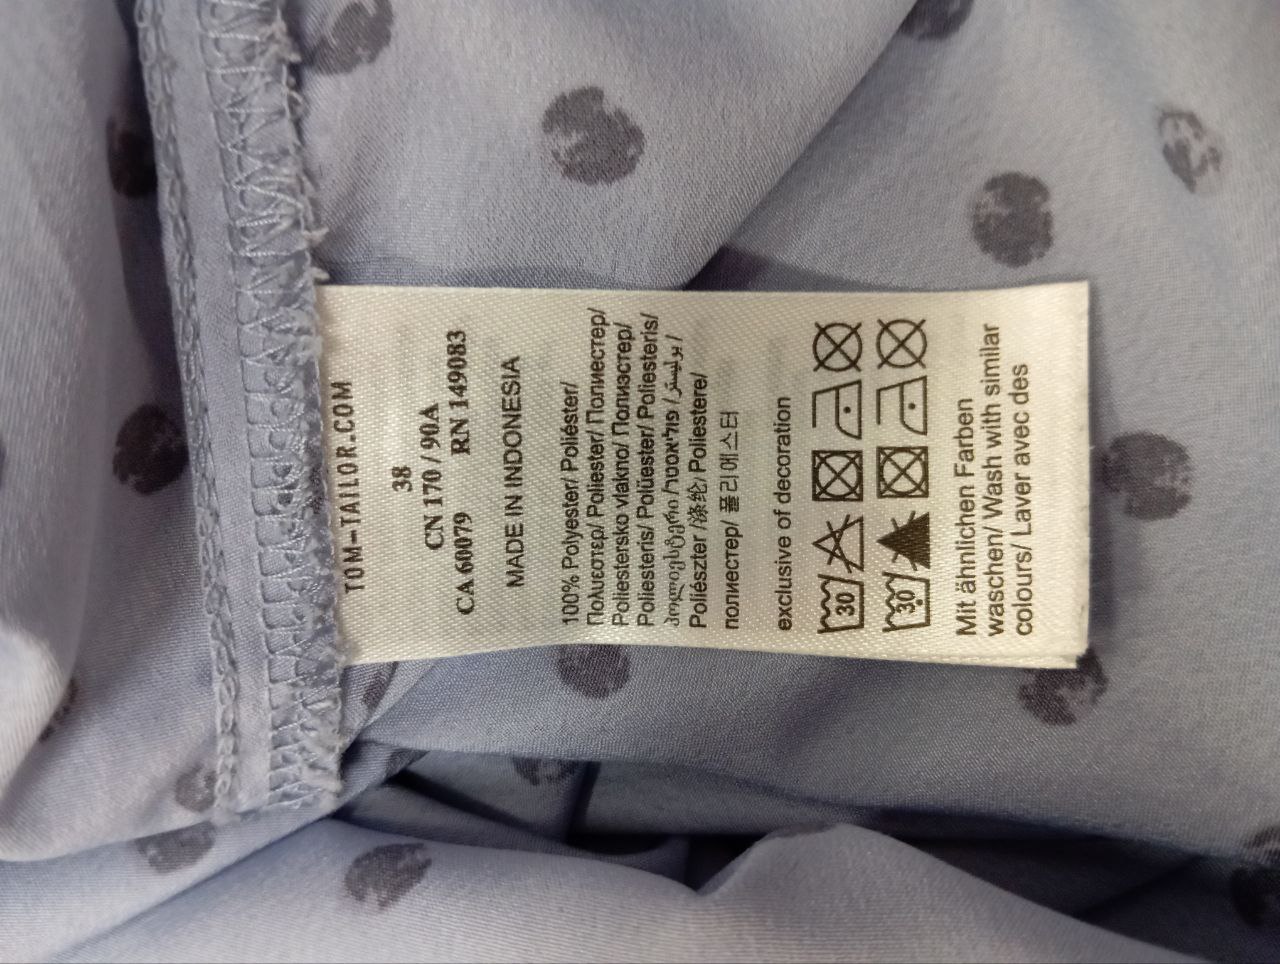 TOM-TAILOR.COM
38
CN 170 / 90A
CA 60079 RN 149083
MADE IN INDONESIA
100% Polyester/ Poliéster/
Πολυεστερ/ Poliester/ Полиестер/
Poliestersko vlakno/ Полиэстер/
Poliesteris/ Polüester/ Poliesteris/
პოლიესტერი /פוליאסטר /بوليستر /
Poliészter /涤纶/ Poliestere/
полиестер/ 폴리에스터
exclusive of decoration
30
30
Mit ähnlichen Farben
waschen/ Wash with similar
colours/ Laver avec des